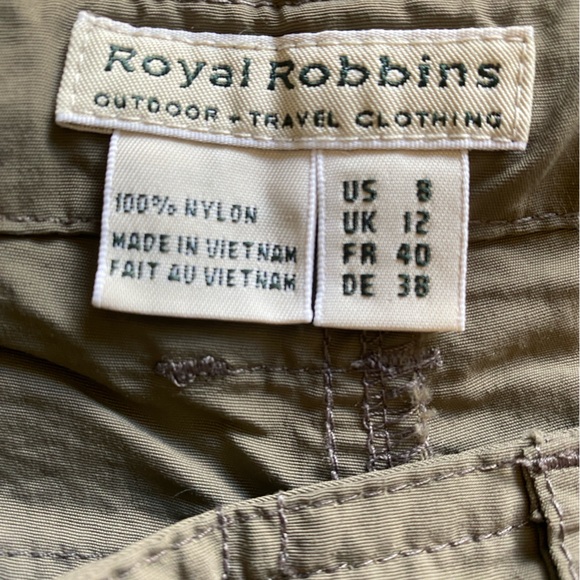 Royal Robbins
OUTDOOR + TRAVEL CLOTHING
100% NYLON
MADE IN VIETNAM
FAIT AU VIETNAM
US 8
UK 12
FR 40
DE 38